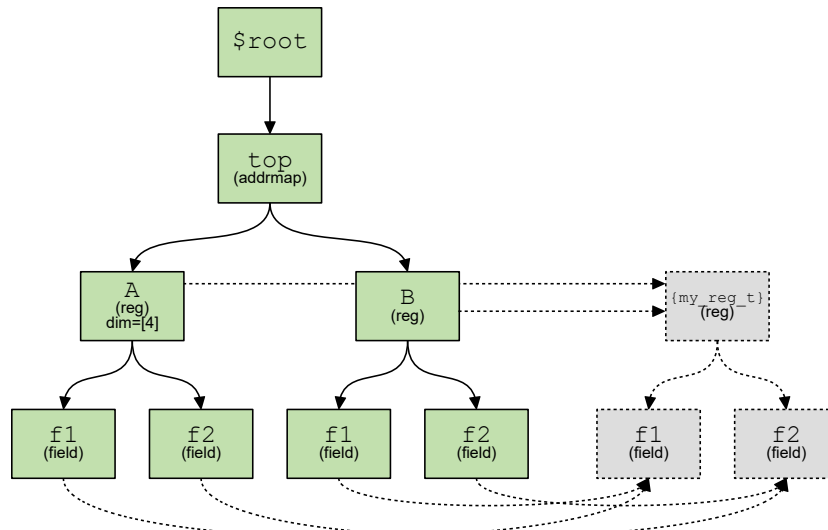 $root
top
(addrmap)
A
(reg)
dim=[4]
B
(reg)
{my_reg_t}
(reg)
f1
(field)
f2
(field)
f1
(field)
f2
(field)
f1
(field)
f2
(field)